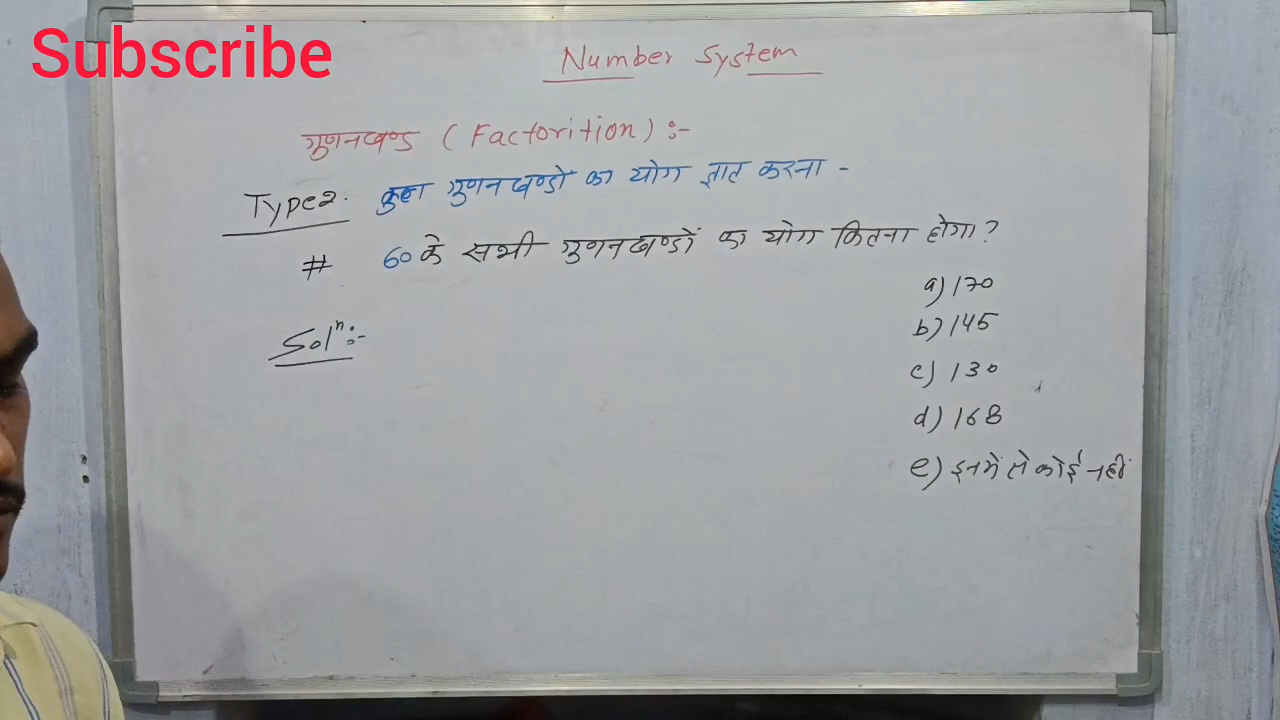 Subscribe
Number System
गुणनखण्ड ( Factorition ) :-
Type2. कुल गुणनखण्डो का योग ज्ञात करना -
# 60 के सभी गुणनखण्डों का योग कितना होगा?
a) 170
b) 145
c) 130
d) 168
e) इनमें से कोई नहीं
Solⁿ:-